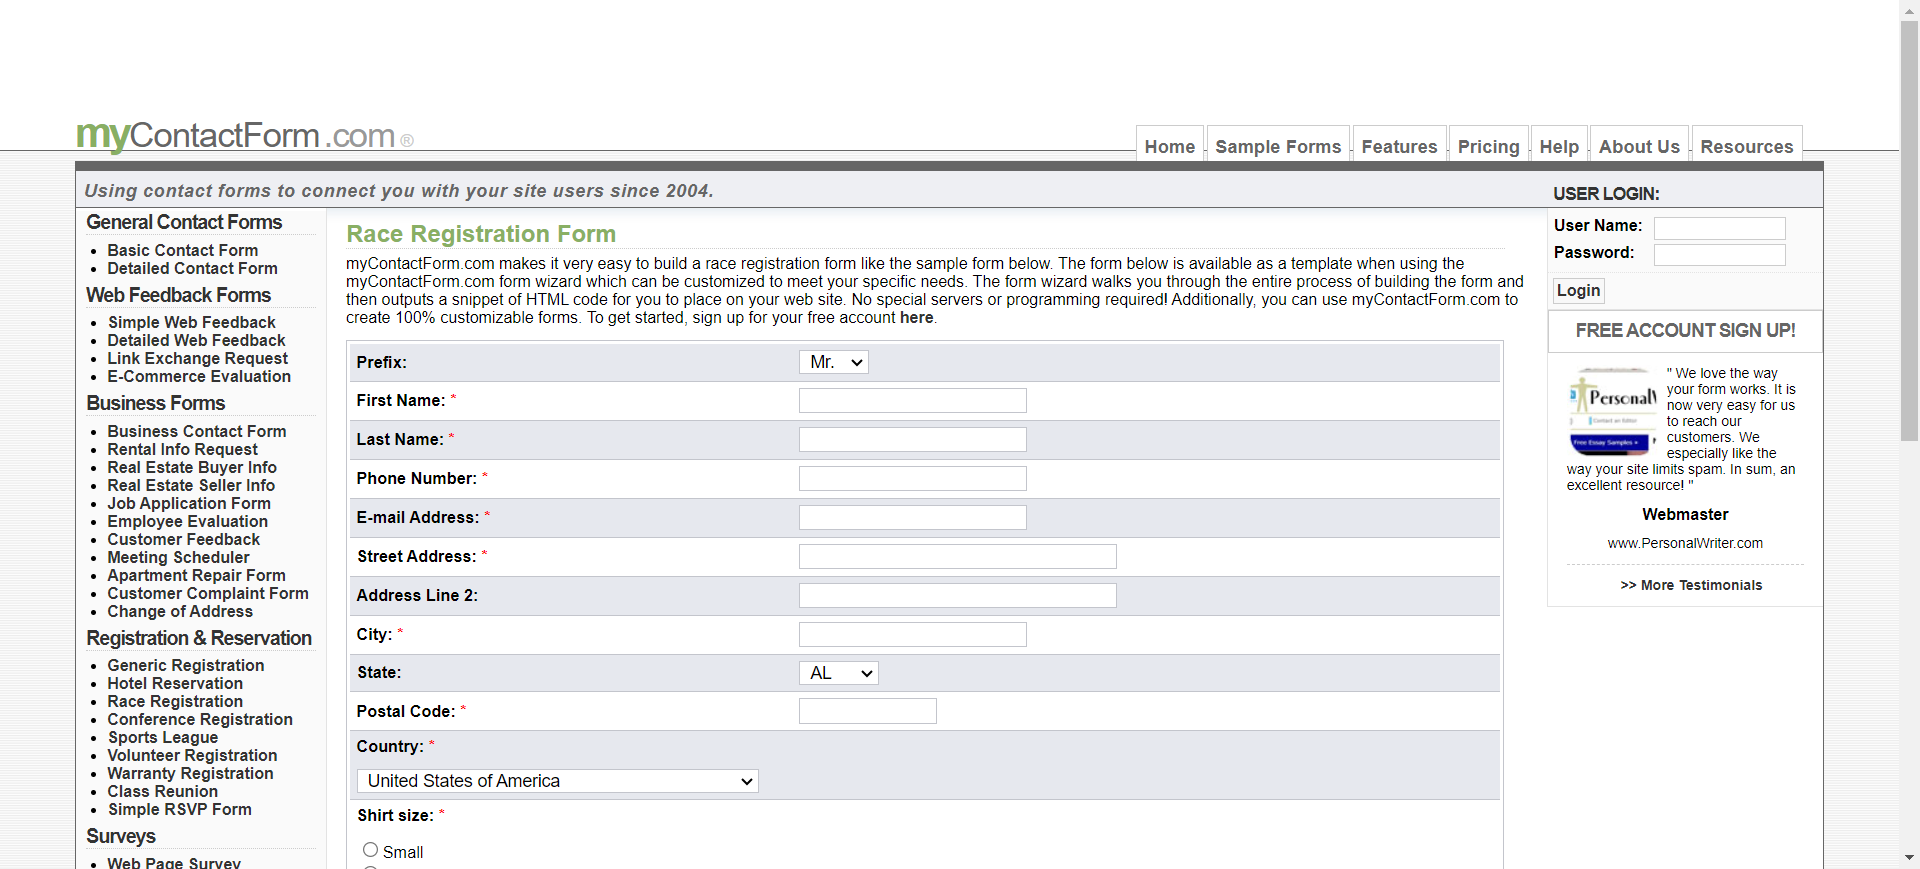 myContactForm.com®
Home
Sample Forms
Features
Pricing
Help
About Us
Resources
Using contact forms to connect you with your site users since 2004.
USER LOGIN:
General Contact Forms
Basic Contact Form
Detailed Contact Form
Web Feedback Forms
Simple Web Feedback
Detailed Web Feedback
Link Exchange Request
E-Commerce Evaluation
Business Forms
Business Contact Form
Rental Info Request
Real Estate Buyer Info
Real Estate Seller Info
Job Application Form
Employee Evaluation
Customer Feedback
Meeting Scheduler
Apartment Repair Form
Customer Complaint Form
Change of Address
Registration & Reservation
Generic Registration
Hotel Reservation
Race Registration
Conference Registration
Sports League
Volunteer Registration
Warranty Registration
Class Reunion
Simple RSVP Form
Surveys
Web Page Survey
Race Registration Form
myContactForm.com makes it very easy to build a race registration form like the sample form below. The form below is available as a template when using the
myContactForm.com form wizard which can be customized to meet your specific needs. The form wizard walks you through the entire process of building the form and
then outputs a snippet of HTML code for you to place on your web site. No special servers or programming required! Additionally, you can use myContactForm.com to
create 100% customizable forms. To get started, sign up for your free account here.
Prefix: Mr.
First Name: *
Last Name: *
Phone Number: *
E-mail Address: *
Street Address: *
Address Line 2:
City: *
State: AL
Postal Code: *
Country: *
United States of America
Shirt size: *
Small
User Name:
Password:
Login
FREE ACCOUNT SIGN UP!
Personal
Contact an Editor
Free Essay Samples
" We love the way
your form works. It is
now very easy for us
to reach our
customers. We
especially like the
way your site limits spam. In sum, an
excellent resource! "
Webmaster
www.PersonalWriter.com
>> More Testimonials